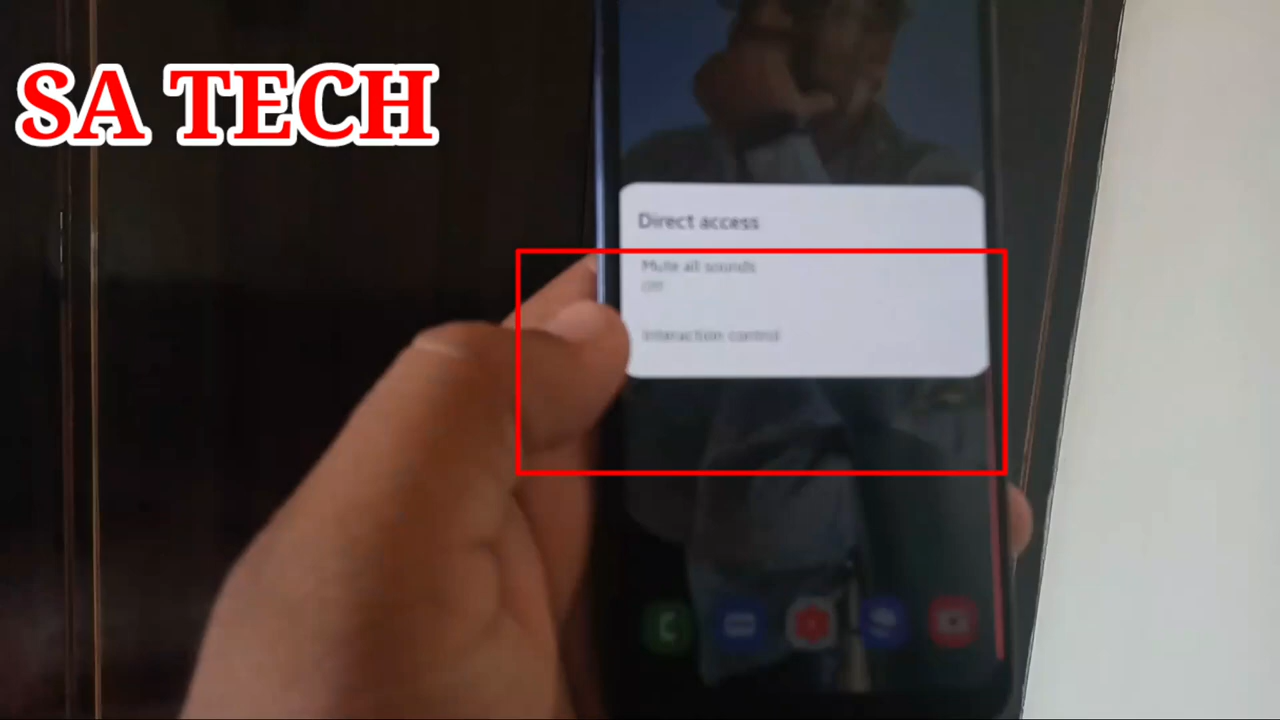 SA TECH
Direct access
Mute all sounds
Off
Interaction control